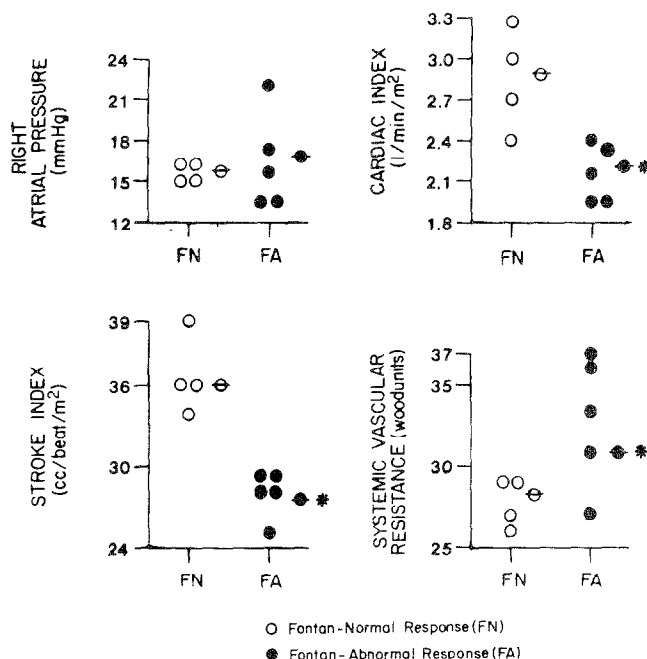 RIGHT
ATRIAL PRESSURE
(mmHg)
24
21
18
15
12
FN
FA
CARDIAC INDEX
(l/min/m²)
3.3
3.0
2.7
2.4
2.1
1.8
*
FN
FA
STROKE INDEX
(cc/beat/m²)
39
36
30
24
*
FN
FA
SYSTEMIC VASCULAR
RESISTANCE (woodunits)
37
35
30
25
*
FN
FA
Fontan-Normal Response (FN)
Fontan-Abnormal Response (FA)